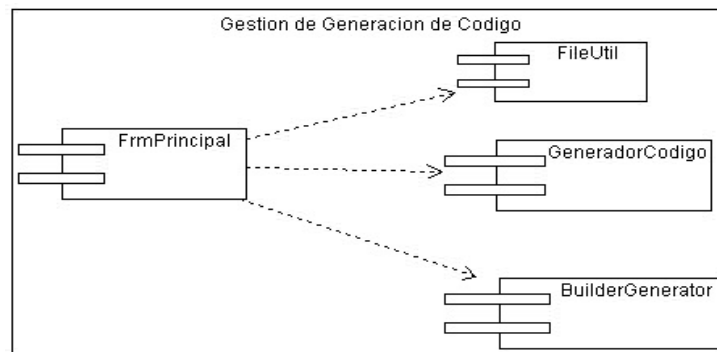 Gestion de Generacion de Codigo
FileUtil
FrmPrincipal
GeneradorCodigo
BuilderGenerator